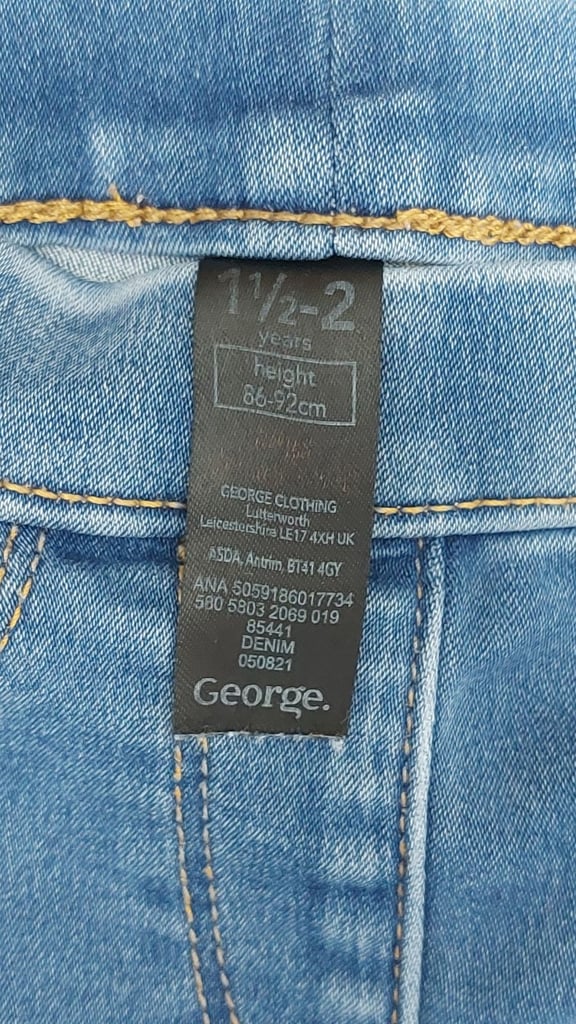 1½-2
years
height
86-92cm
GEORGE CLOTHING
Lutterworth
Leicestershire LE17 4XH UK
ASDA, Antrim, BT41 4GY
ANA 5059186017734
580 5803 2069 019
85441
DENIM
050821
George.